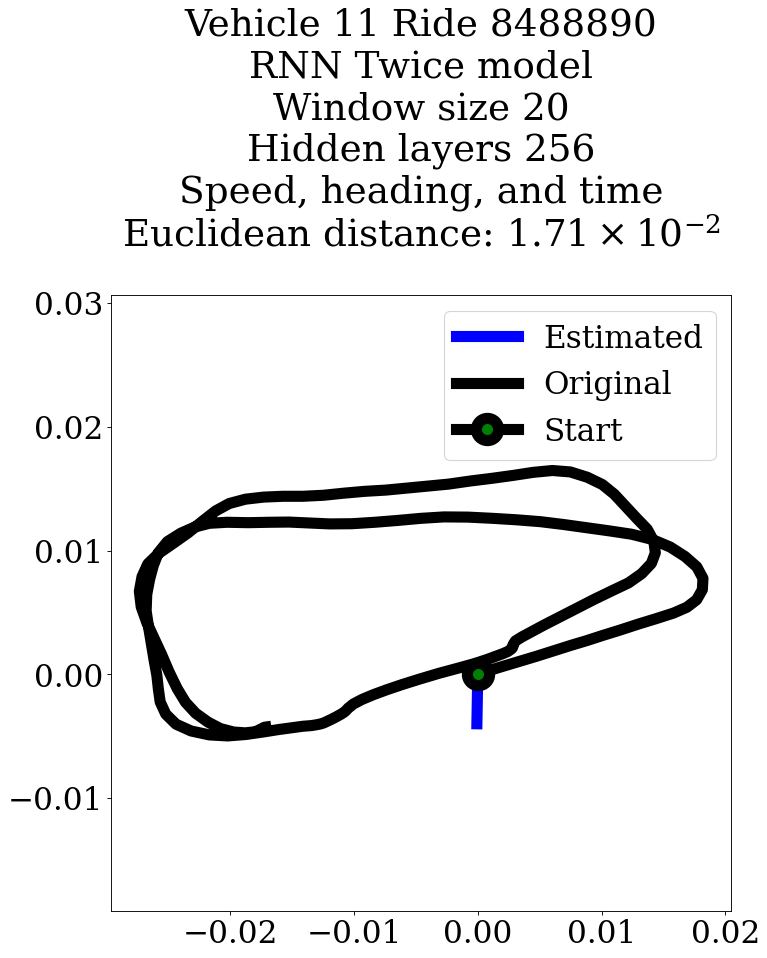 Vehicle 11 Ride 8488890
RNN Twice model
Window size 20
Hidden layers 256
Speed, heading, and time
Euclidean distance: 1.71 × 10⁻²
0.03
Estimated
Original
Start
0.02
0.01
0.00
−0.01
−0.02 −0.01 0.00 0.01 0.02